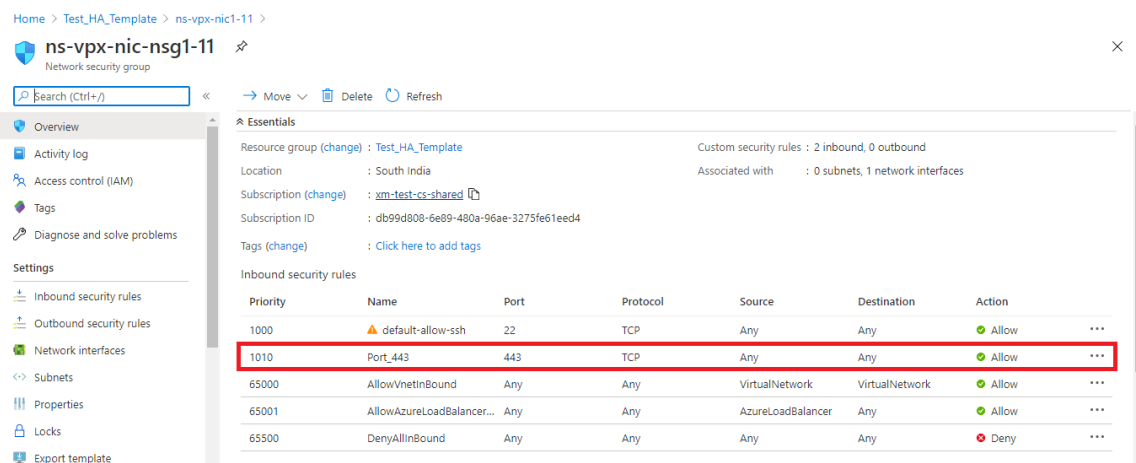 Home > Test_HA_Template > ns-vpx-nic1-11 >
ns-vpx-nic-nsg1-11
Network security group
Search (Ctrl+/)
Overview
Activity log
Access control (IAM)
Tags
Diagnose and solve problems
Settings
Inbound security rules
Outbound security rules
Network interfaces
Subnets
Properties
Locks
Export template
Move Delete Refresh
Essentials
Resource group (change) : Test_HA_Template
Location : South India
Subscription (change) : xm-test-cs-shared
Subscription ID : db99d808-6e89-480a-96ae-3275fe61eed4
Tags (change) : Click here to add tags
Custom security rules : 2 inbound, 0 outbound
Associated with : 0 subnets, 1 network interfaces
Inbound security rules
Priority Name Port Protocol Source Destination Action
1000 default-allow-ssh 22 TCP Any Any Allow
1010 Port_443 443 TCP Any Any Allow
65000 AllowVnetInBound Any Any VirtualNetwork VirtualNetwork Allow
65001 AllowAzureLoadBalancer... Any Any AzureLoadBalancer Any Allow
65500 DenyAllInBound Any Any Any Any Deny